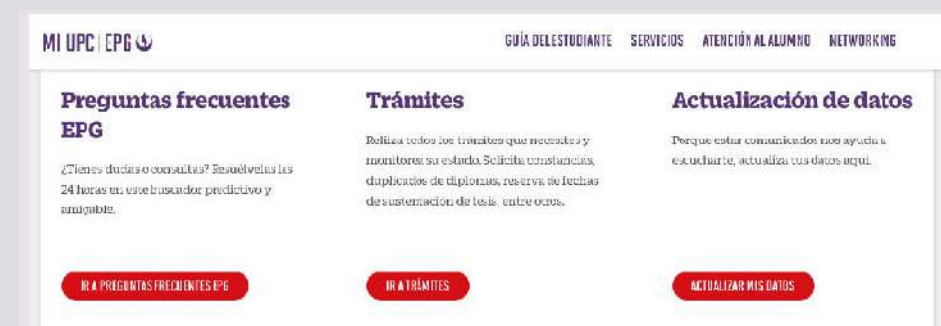 MI UPC | EPG
GUÍA DEL ESTUDIANTE SERVICIOS ATENCIÓN AL ALUMNO NETWORKING
Preguntas frecuentes
EPG
¿Tienes dudas o consultas? Resuélvelas las
24 horas en este buscador predictivo y
amigable.
IR A PREGUNTAS FRECUENTES EPG
Trámites
Realiza todos los trámites que necesites y
monitorea su estado. Solicita constancias,
duplicados de diplomas, reserva de fechas
de sustentación de tesis, entre otros.
IR A TRÁMITES
Actualización de datos
Porque estar comunicados nos ayuda a
escucharte, actualiza tus datos aquí.
ACTUALIZAR MIS DATOS